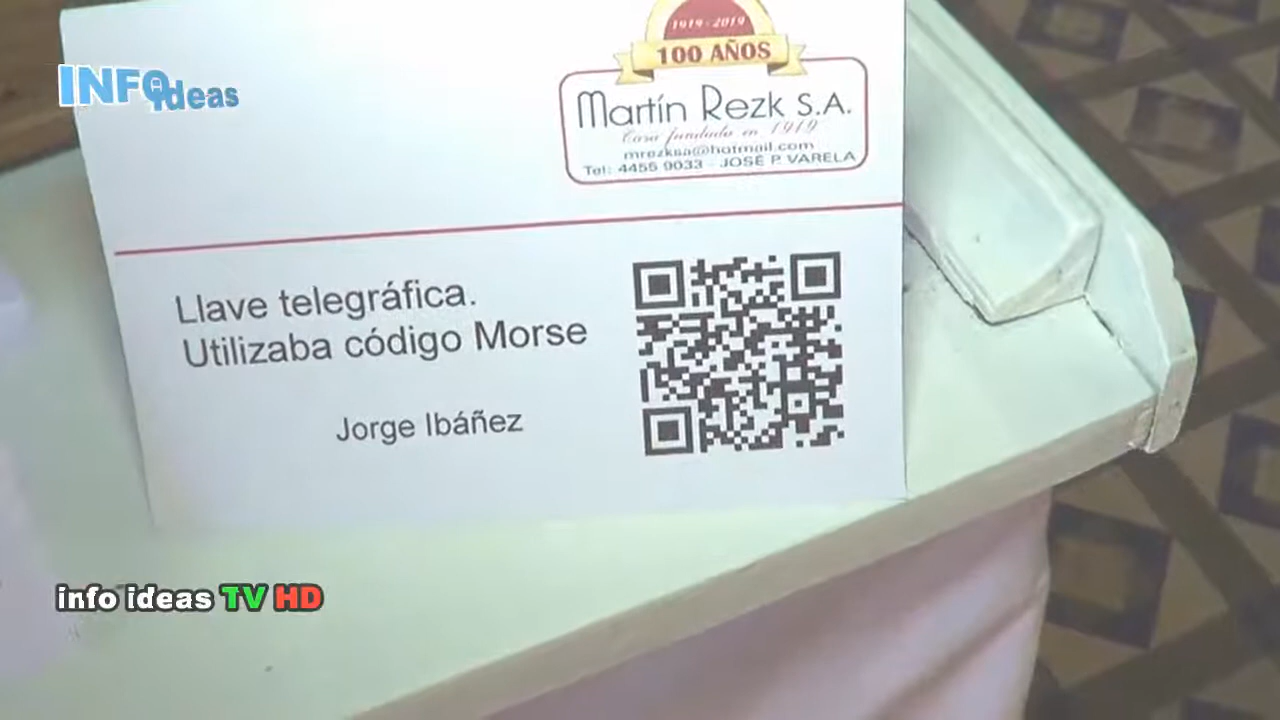 1919-2019
100 AÑOS
INFO ideas
Martín Rezk S.A.
Casa fundada en 1919
mrezksa@hotmail.com
Tel: 4455 9033 - JOSÉ P. VARELA
Llave telegráfica.
Utilizaba código Morse
Jorge Ibáñez
info ideas TV HD